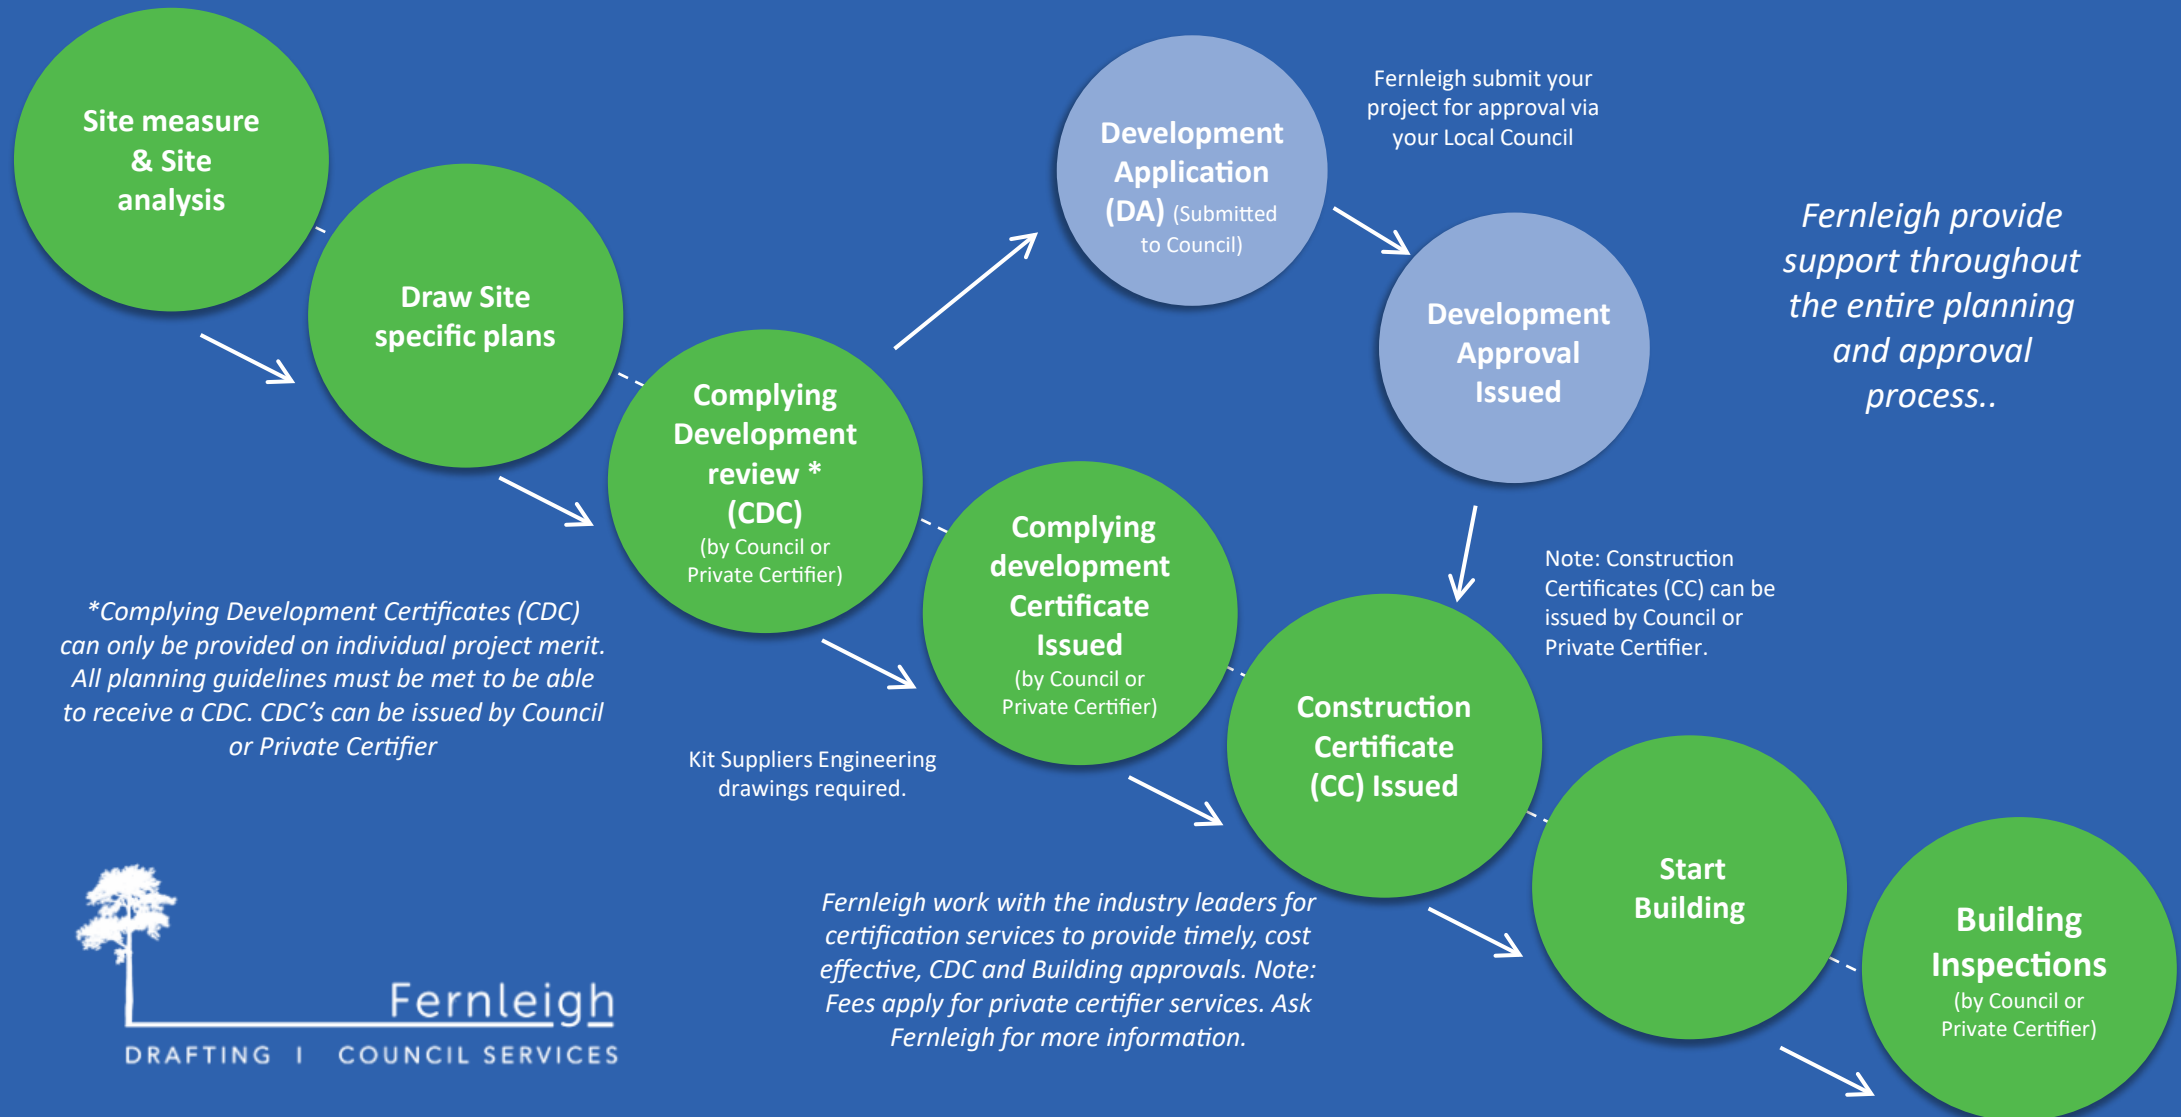 Site measure
& Site
analysis
Draw Site
specific plans
Complying
Development
review *
(CDC)
(by Council or
Private Certifier)
Development
Application
(DA) (Submitted
to Council)
Fernleigh submit your
project for approval via
your Local Council
Development
Approval
Issued
Fernleigh provide
support throughout
the entire planning
and approval
process..
Complying
development
Certificate
Issued
(by Council or
Private Certifier)
Note: Construction
Certificates (CC) can be
issued by Council or
Private Certifier.
*Complying Development Certificates (CDC)
can only be provided on individual project merit.
All planning guidelines must be met to be able
to receive a CDC. CDC’s can be issued by Council
or Private Certifier
Kit Suppliers Engineering
drawings required.
Construction
Certificate
(CC) Issued
Start
Building
Building
Inspections
(by Council or
Private Certifier)
Fernleigh work with the industry leaders for
certification services to provide timely, cost
effective, CDC and Building approvals. Note:
Fees apply for private certifier services. Ask
Fernleigh for more information.
Fernleigh
DRAFTING | COUNCIL SERVICES